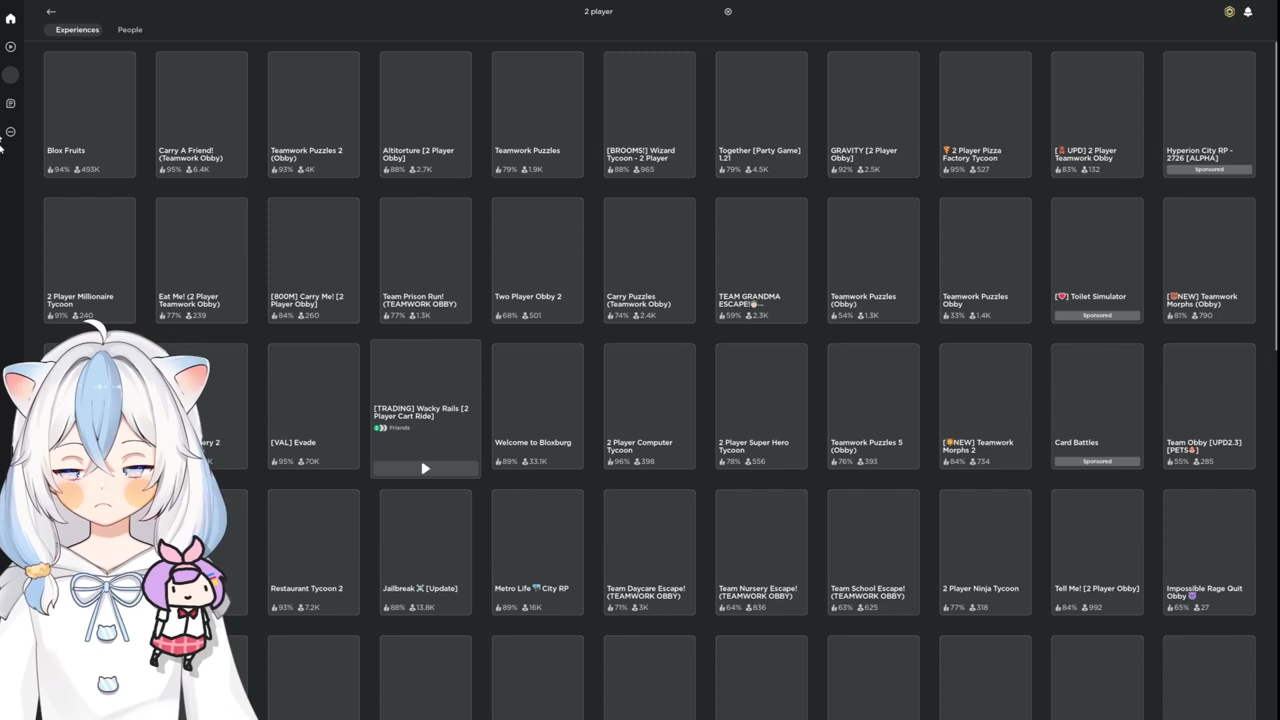 2 player
Experiences
People
Blox Fruits
94% 493K
Carry A Friend!
(Teamwork Obby)
95% 6.4K
Teamwork Puzzles 2
(Obby)
93% 4K
Altitorture [2 Player
Obby]
88% 2.7K
Teamwork Puzzles
79% 1.9K
[BROOMS!] Wizard
Tycoon - 2 Player
88% 965
Together [Party Game]
1.21
79% 4.5K
GRAVITY [2 Player
Obby]
92% 2.5K
🍕 2 Player Pizza
Factory Tycoon
95% 527
UPD] 2 Player
Teamwork Obby
83% 132
Hyperion City RP -
2726 [ALPHA]
Sponsored
2 Player Millionaire
Tycoon
91% 240
Eat Me! (2 Player
Teamwork Obby)
77% 239
[800M] Carry Me! [2
Player Obby]
84% 260
Team Prison Run!
(TEAMWORK OBBY)
77% 1.3K
Two Player Obby 2
68% 501
Carry Puzzles
(Teamwork Obby)
74% 2.4K
TEAM GRANDMA
ESCAPE!👵...
59% 2.3K
Teamwork Puzzles
(Obby)
54% 1.3K
Teamwork Puzzles
Obby
33% 1.4K
[💗] Toilet Simulator
Sponsored
[🐻NEW] Teamwork
Morphs (Obby)
81% 790
ery 2
[VAL] Evade
95% 70K
[TRADING] Wacky Rails [2
Player Cart Ride]
Friends
Welcome to Bloxburg
89% 33.1K
2 Player Computer
Tycoon
96% 398
2 Player Super Hero
Tycoon
78% 556
Teamwork Puzzles 5
(Obby)
76% 393
[NEW] Teamwork
Morphs 2
84% 734
Card Battles
Sponsored
Team Obby [UPD2.3]
[PETS]
55% 285
Restaurant Tycoon 2
93% 7.2K
Jailbreak [Update]
88% 13.8K
Metro Life City RP
89% 16K
Team Daycare Escape!
(TEAMWORK OBBY)
71% 3K
Team Nursery Escape!
(TEAMWORK OBBY)
64% 836
Team School Escape!
(TEAMWORK OBBY)
63% 625
2 Player Ninja Tycoon
77% 318
Tell Me! [2 Player Obby]
84% 992
Impossible Rage Quit
Obby 😈
65% 27